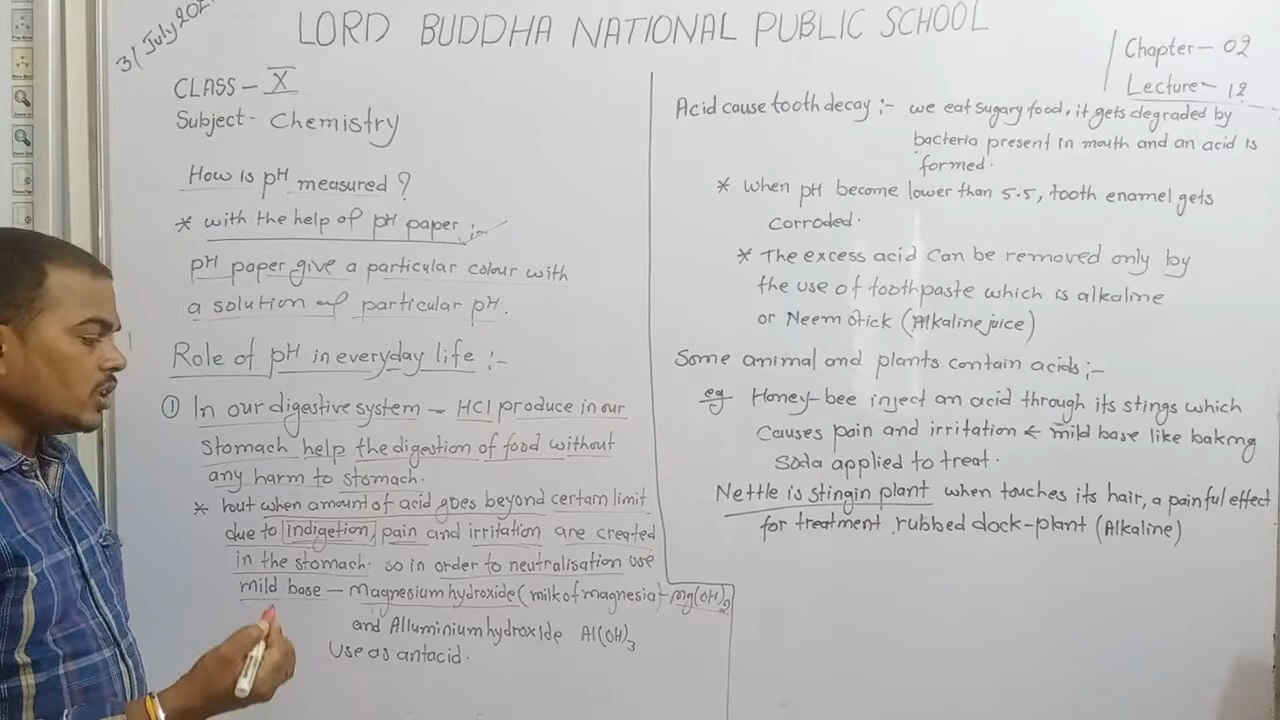 31 July 202
LORD BUDDHA NATIONAL PUBLIC SCHOOL
Chapter - 02
Lecture - 12
CLASS - X
Subject - Chemistry
How is pH measured ?
* with the help of pH paper :-
pH paper give a particular colour with
a solution of particular pH.
Role of pH in everyday life :-
① In our digestive system - HCl produce in our
stomach help the digestion of food without
any harm to stomach.
* but when amount of acid goes beyond certain limit
due to indigetion, pain and irritation are created
in the stomach. so in order to neutralisation use
mild base - Magnesium hydroxide (milk of magnesia) - mg(OH)2
and Alluminium hydroxide Al(OH)3
Use as antacid.
Acid cause tooth decay :- we eat sugary food, it gets degraded by
bacteria present in mouth and an acid is
formed.
* when pH become lower than 5.5, tooth enamel gets
corroded.
* The excess acid can be removed only by
the use of toothpaste which is alkaline
or Neem Stick (Alkaline juice)
Some animal and plants contain acids :-
eg Honey-bee inject an acid through its stings which
causes pain and irritation ← mild base like baking
Soda applied to treat.
Nettle is stingin plant when touches its hair, a painful effect
for treatment rubbed dock-plant (Alkaline)